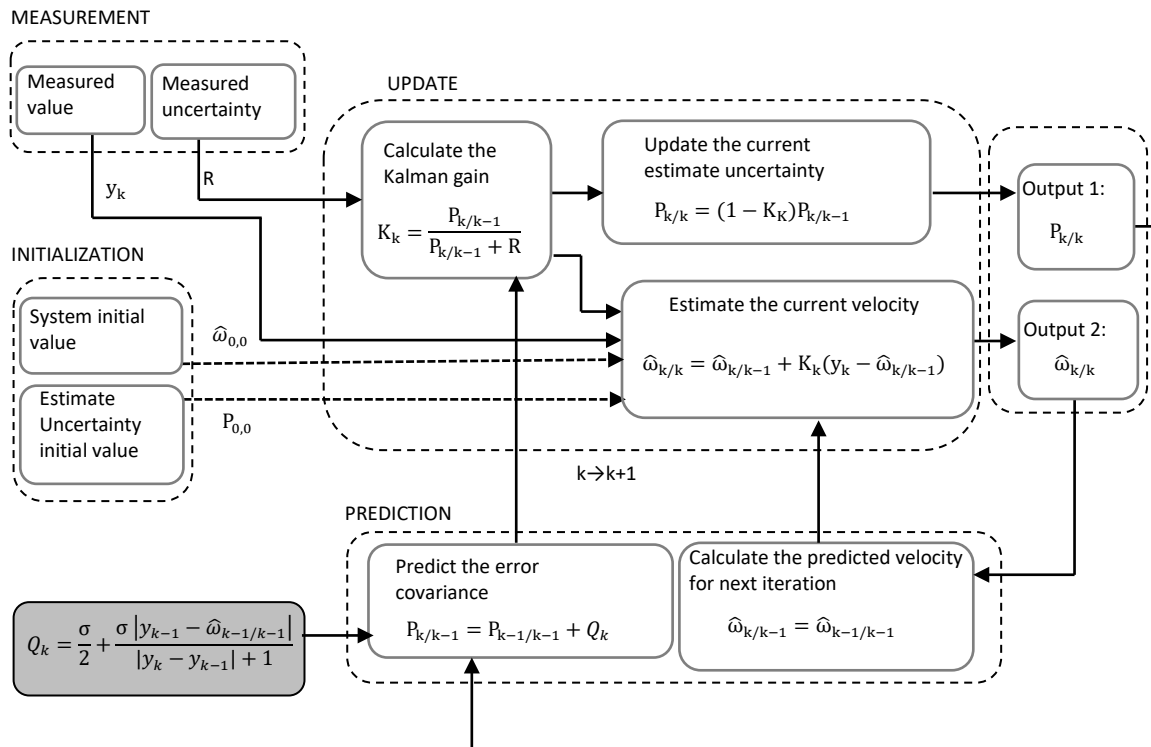 MEASUREMENT
Measured
value
Measured
uncertainty
y_k
R
UPDATE
Calculate the
Kalman gain
K_k = P_{k/k−1} / (P_{k/k−1} + R)
Update the current
estimate uncertainty
P_{k/k} = (1 − K_K)P_{k/k−1}
Output 1:
P_{k/k}
INITIALIZATION
System initial
value
ω̂_{0,0}
Estimate
Uncertainty
initial value
P_{0,0}
Estimate the current velocity
ω̂_{k/k} = ω̂_{k/k−1} + K_k(y_k − ω̂_{k/k−1})
Output 2:
ω̂_{k/k}
k→k+1
PREDICTION
Predict the error
covariance
P_{k/k−1} = P_{k−1/k−1} + Q_k
Calculate the predicted velocity
for next iteration
ω̂_{k/k−1} = ω̂_{k−1/k−1}
Q_k = σ/2 + σ|y_{k−1} − ω̂_{k−1/k−1}| / (|y_k − y_{k−1}| + 1)